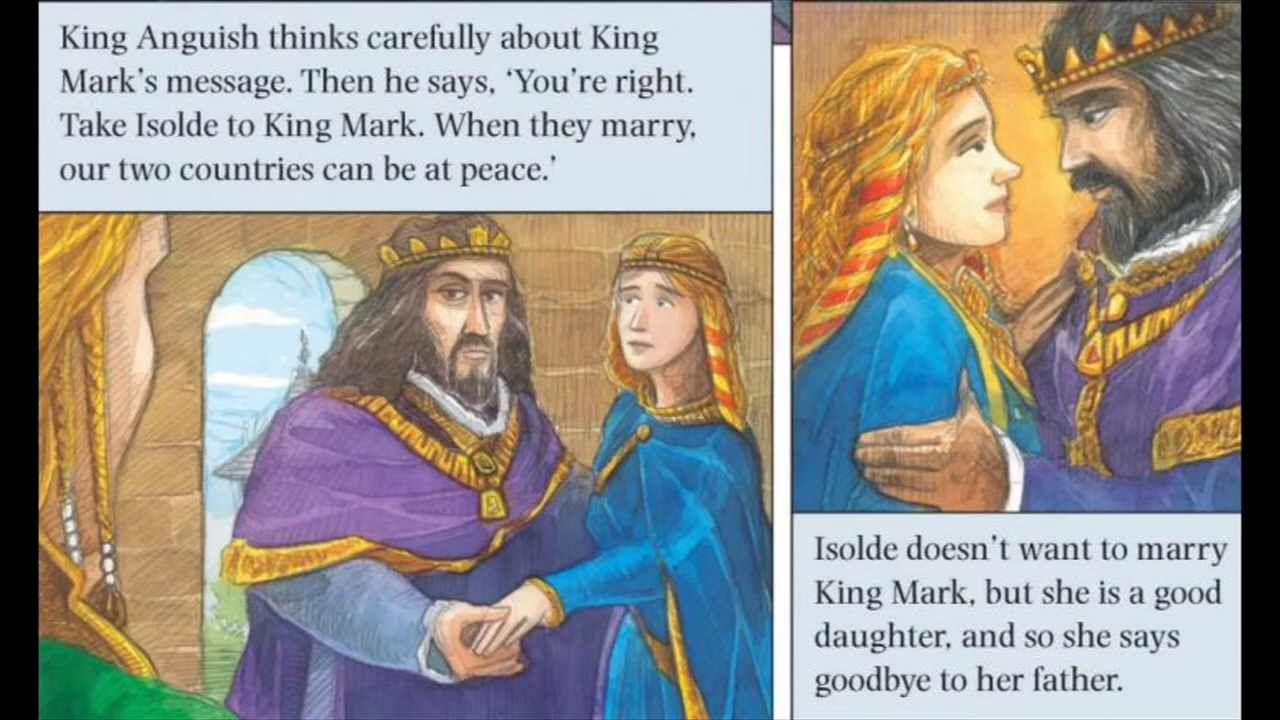 King Anguish thinks carefully about King
Mark's message. Then he says, ‘You're right.
Take Isolde to King Mark. When they marry,
our two countries can be at peace.’
Isolde doesn't want to marry
King Mark, but she is a good
daughter, and so she says
goodbye to her father.